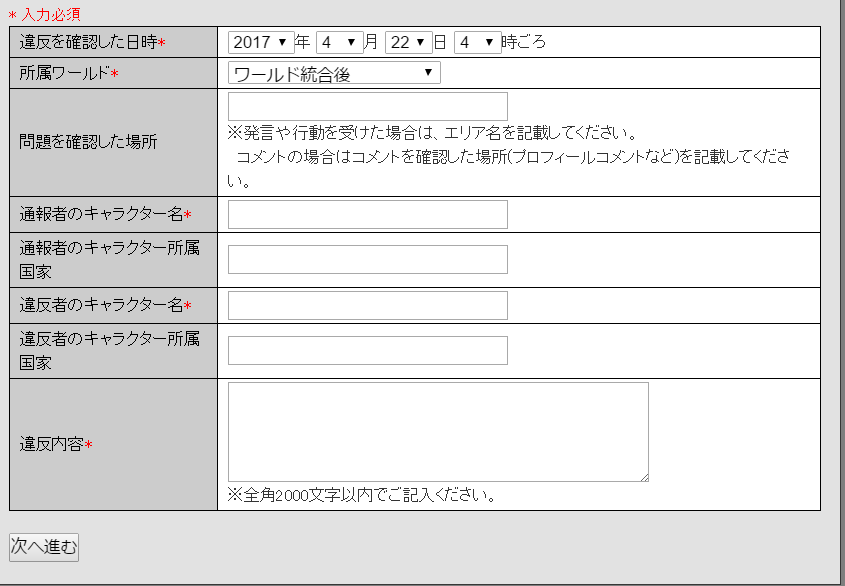 * 入力必須
違反を確認した日時*
2017 年 4 月 22 日 4 時ごろ
所属ワールド*
ワールド統合後
問題を確認した場所
※発言や行動を受けた場合は、エリア名を記載してください。
コメントの場合はコメントを確認した場所(プロフィールコメントなど)を記載してくださ
い。
通報者のキャラクター名*
通報者のキャラクター所属
国家
違反者のキャラクター名*
違反者のキャラクター所属
国家
違反内容*
※全角2000文字以内でご記入ください。
次へ進む